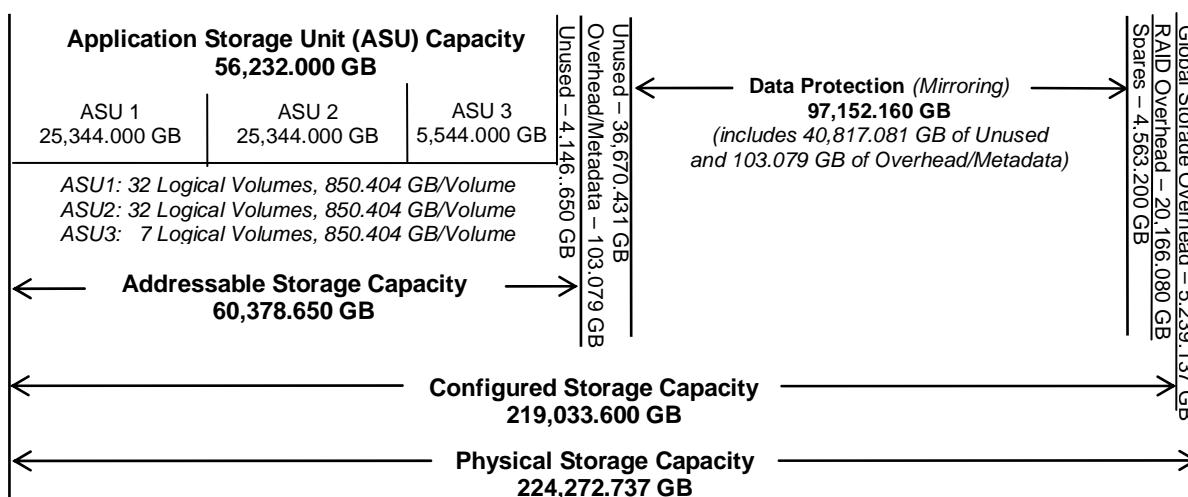 Application Storage Unit (ASU) Capacity
56,232.000 GB
ASU 1
25,344.000 GB
ASU 2
25,344.000 GB
ASU 3
5,544.000 GB
ASU1: 32 Logical Volumes, 850.404 GB/Volume
ASU2: 32 Logical Volumes, 850.404 GB/Volume
ASU3: 7 Logical Volumes, 850.404 GB/Volume
Addressable Storage Capacity
60,378.650 GB
Unused – 4,146.650 GB
Overhead/Metadata – 103.079 GB
Unused – 36,670.431 GB
Data Protection (Mirroring)
97,152.160 GB
(includes 40,817.081 GB of Unused
and 103.079 GB of Overhead/Metadata)
Spares – 4,563.200 GB
RAID Overhead – 20,166.080 GB
Global Storage Overhead – 5,239.137 GB
Configured Storage Capacity
219,033.600 GB
Physical Storage Capacity
224,272.737 GB